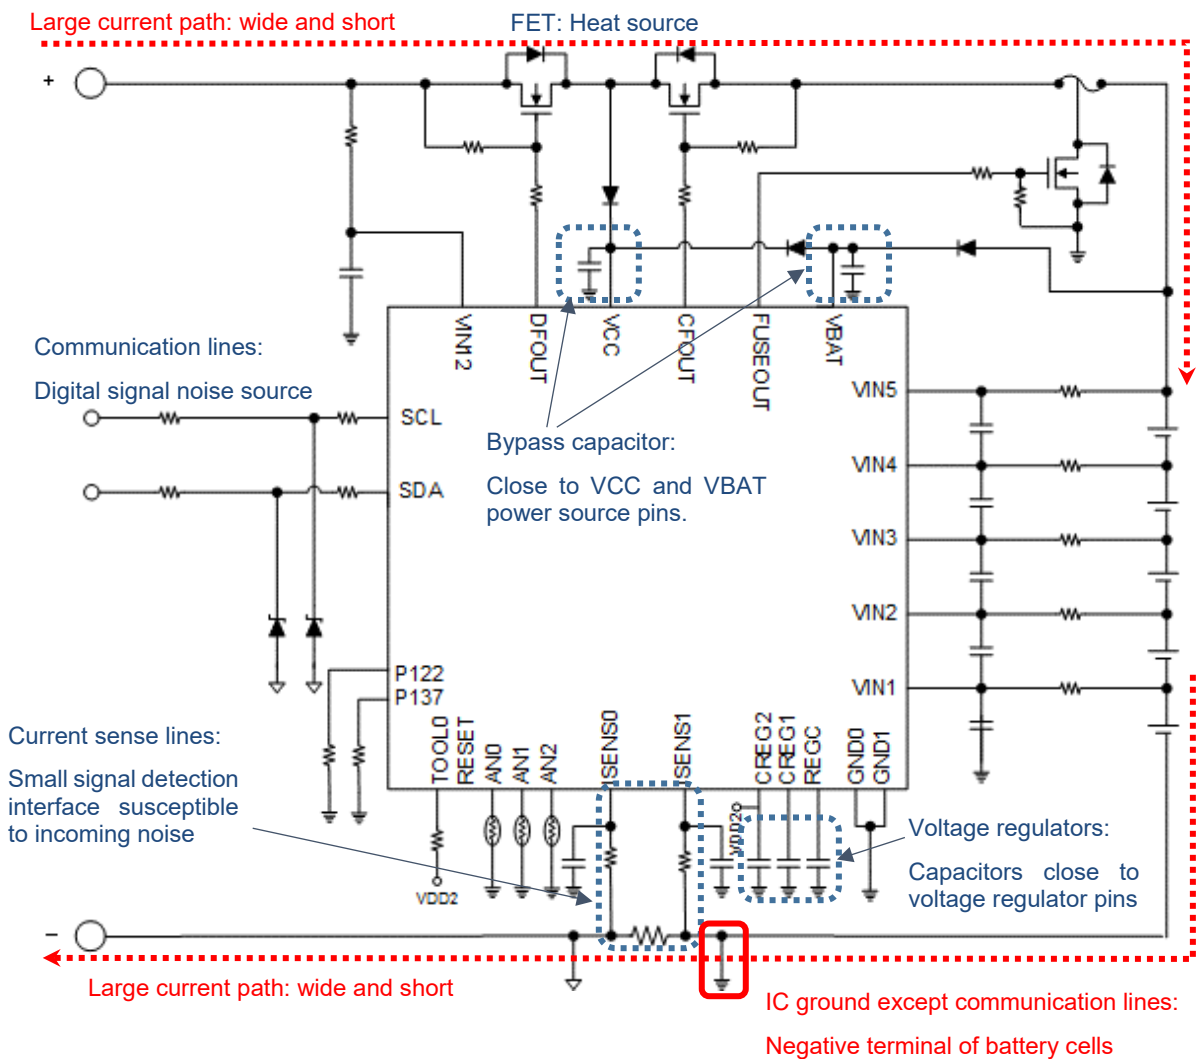 Large current path: wide and short
FET: Heat source
+
VIN12
DFOUT
VCC
CFOUT
FUSEOUT
VBAT
Communication lines:
Digital signal noise source
SCL
SDA
Bypass capacitor:
Close to VCC and VBAT
power source pins.
VIN5
VIN4
VIN3
VIN2
VIN1
P122
P137
TOOL0
RESET
AN0
AN1
AN2
ISENS0
ISENS1
CREG2
CREG1
REGC
GND0
GND1
Current sense lines:
Small signal detection
interface susceptible
to incoming noise
VDD2
VDD2
Voltage regulators:
Capacitors close to
voltage regulator pins
–
Large current path: wide and short
IC ground except communication lines:
Negative terminal of battery cells